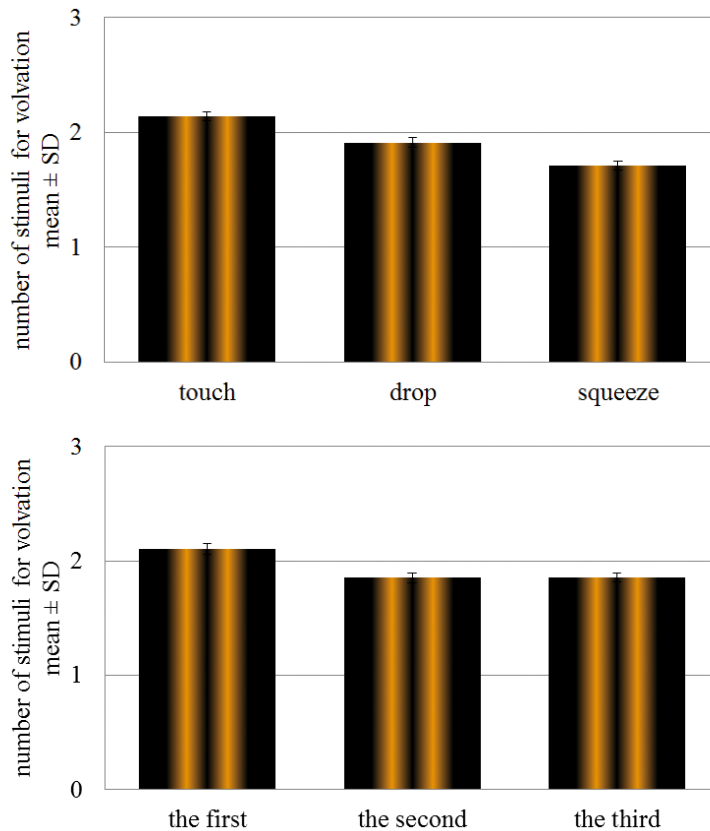 number of stimuli for volvation
mean ± SD
3
2
1
0
touch drop squeeze
number of stimuli for volvation
mean ± SD
3
2
1
0
the first the second the third